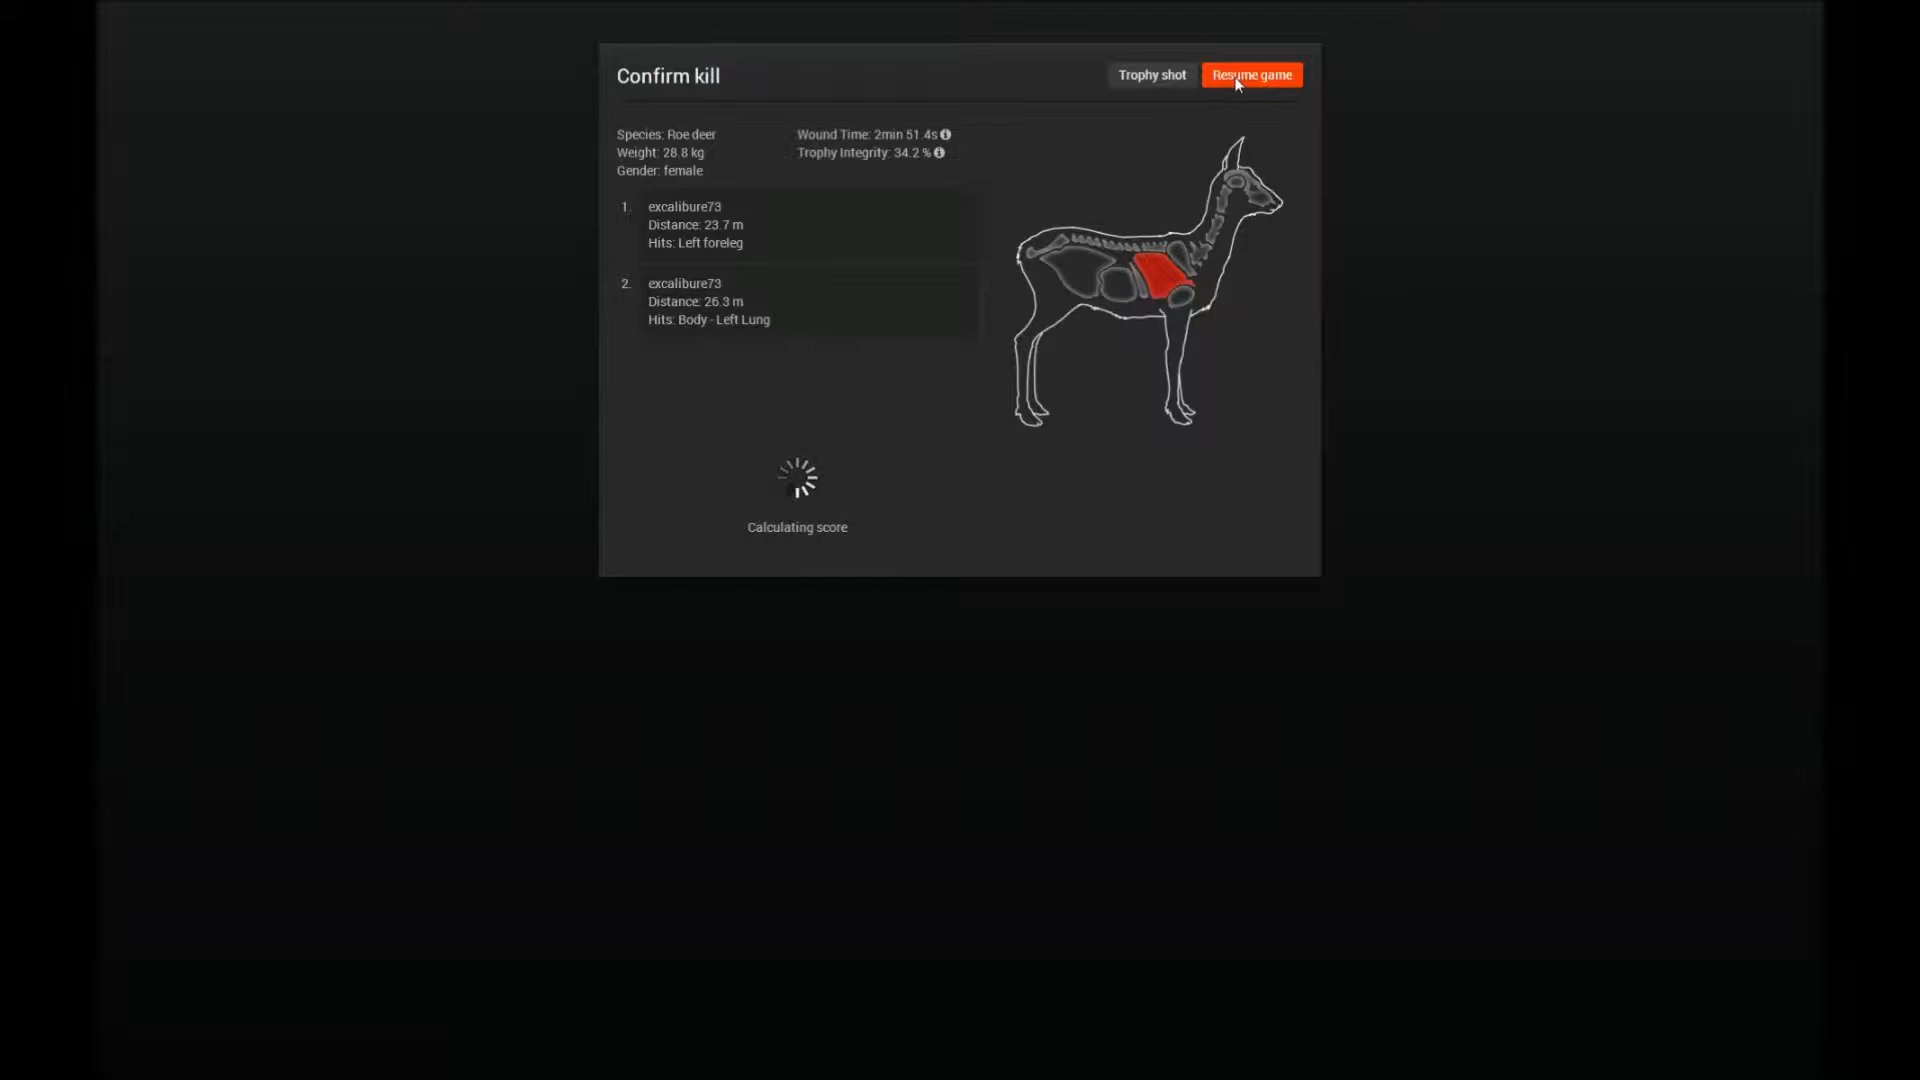 Confirm kill
Trophy shot
Resume game
Species: Roe deer
Weight: 28.8 kg
Gender: female
Wound Time: 2min 51.4s
Trophy Integrity: 34.2 %
1. excalibure73
Distance: 23.7 m
Hits: Left foreleg
2. excalibure73
Distance: 26.3 m
Hits: Body - Left Lung
Calculating score